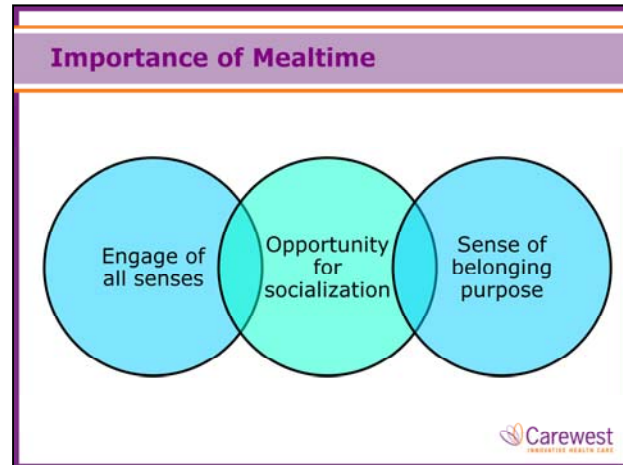 Importance of Mealtime
Engage of
all senses
Opportunity
for
socialization
Sense of
belonging
purpose
Carewest
INNOVATIVE HEALTH CARE